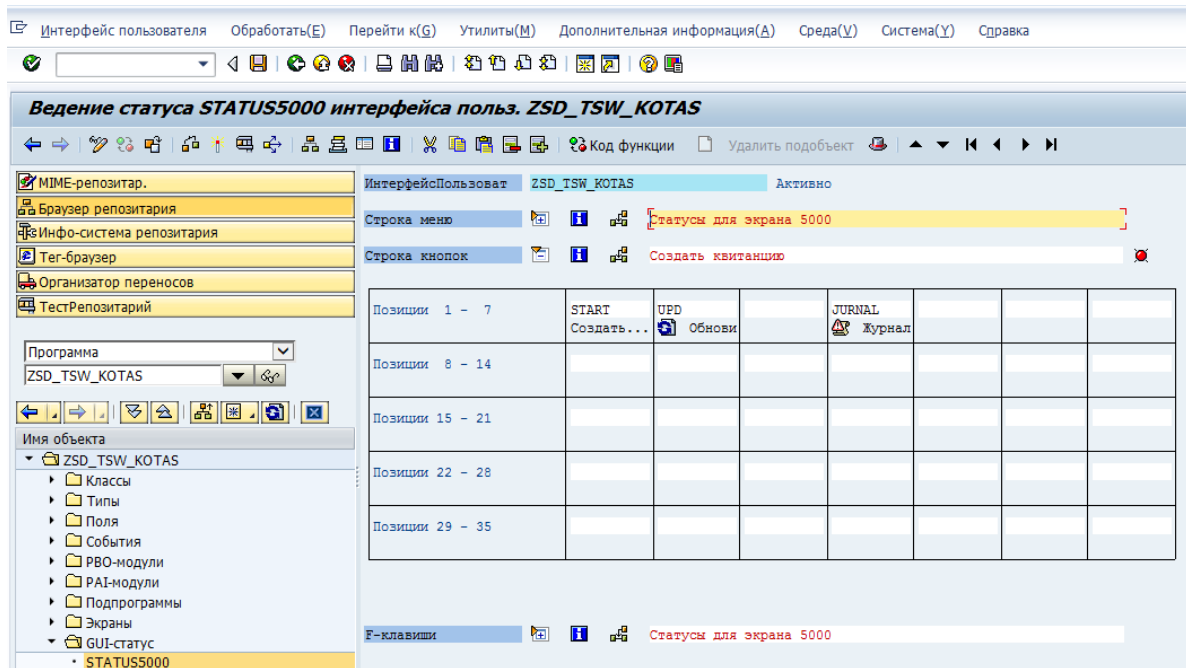 Интерфейс пользователя Обработать(E) Перейти к(G) Утилиты(M) Дополнительная информация(A) Среда(V) Система(Y) Справка
Ведение статуса STATUS5000 интерфейса польз. ZSD_TSW_KOTAS
Код функции Удалить подобъект
MIME-репозитар.
Браузер репозитария
Инфо-система репозитария
Тег-браузер
Организатор переносов
ТестРепозитарий
Программа
ZSD_TSW_KOTAS
Имя объекта
ZSD_TSW_KOTAS
Классы
Типы
Поля
События
PBO-модули
PAI-модули
Подпрограммы
Экраны
GUI-статус
STATUS5000
ИнтерфейсПользоват ZSD_TSW_KOTAS Активно
Строка меню Статусы для экрана 5000
Строка кнопок Создать квитанцию
Позиции 1 - 7 START UPD JURNAL
Создать... Обнови Журнал
Позиции 8 - 14
Позиции 15 - 21
Позиции 22 - 28
Позиции 29 - 35
F-клавиши Статусы для экрана 5000